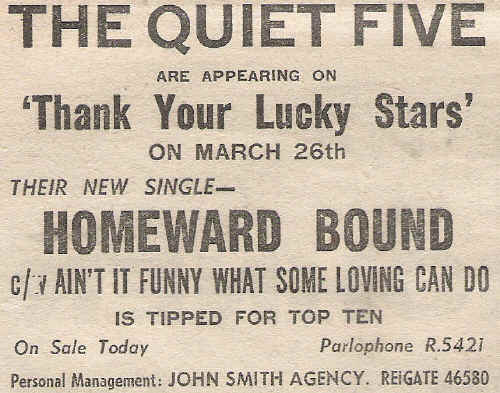 THE QUIET FIVE
ARE APPEARING ON
'Thank Your Lucky Stars'
ON MARCH 26th
THEIR NEW SINGLE—
HOMEWARD BOUND
c/w AIN'T IT FUNNY WHAT SOME LOVING CAN DO
IS TIPPED FOR TOP TEN
On Sale Today Parlophone R.5421
Personal Management: JOHN SMITH AGENCY. REIGATE 46580